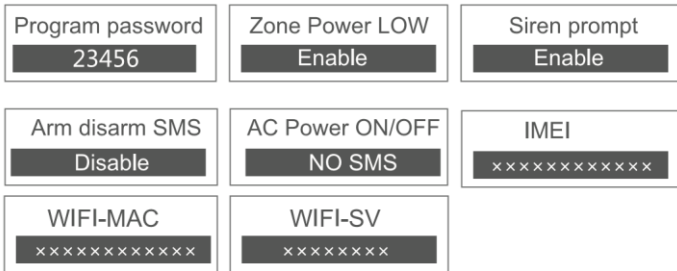 Program password
23456
Zone Power LOW
Enable
Siren prompt
Enable
Arm disarm SMS
Disable
AC Power ON/OFF
NO SMS
IMEI
××××××××××××
WIFI-MAC
××××××××××××
WIFI-SV
××××××××